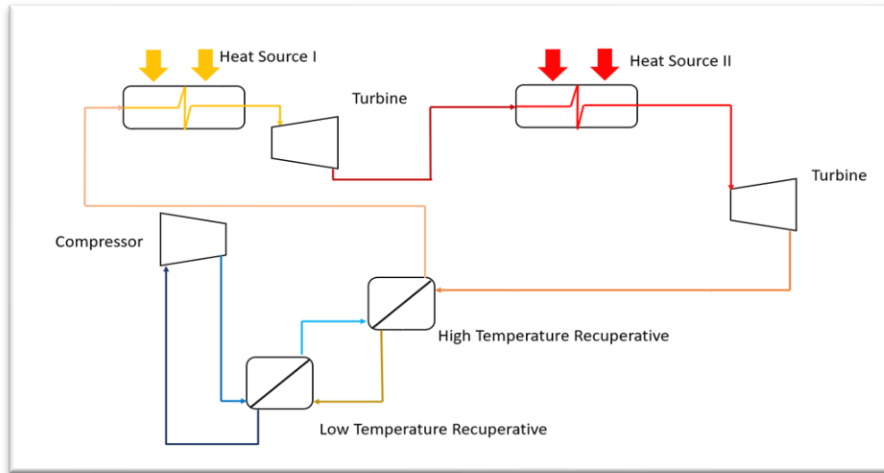 Heat Source I
Heat Source II
Turbine
Turbine
Compressor
High Temperature Recuperative
Low Temperature Recuperative